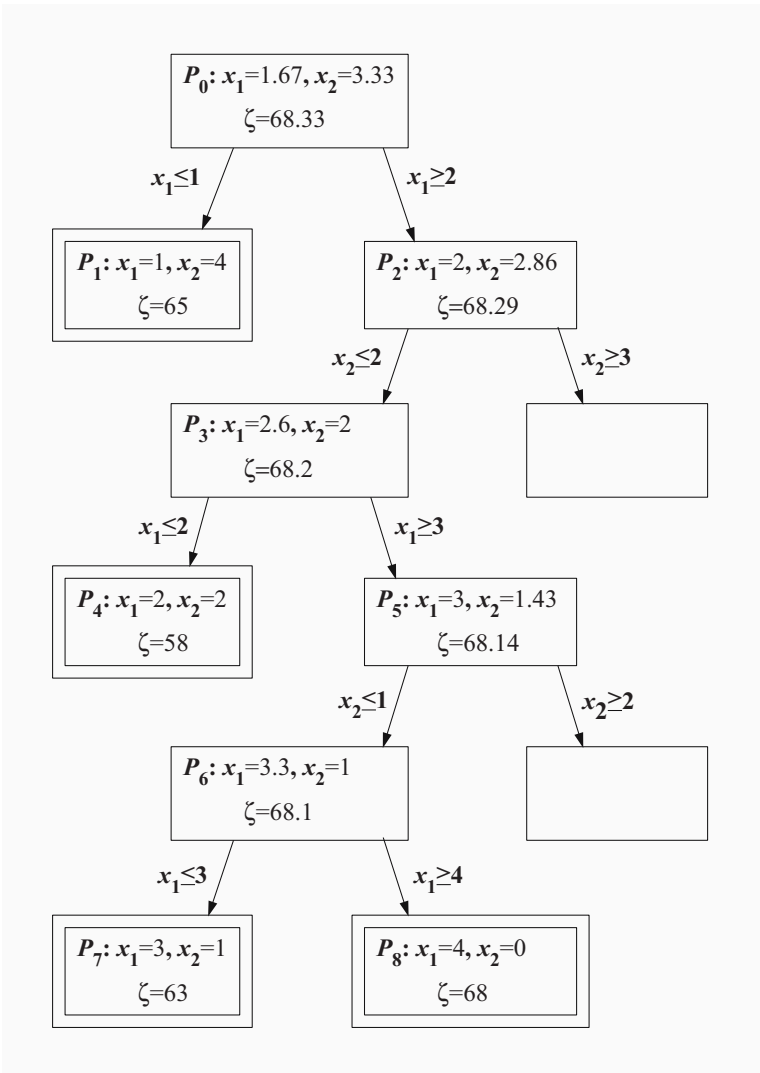 P₀: x₁=1.67, x₂=3.33
ζ=68.33
x₁≤1
x₁≥2
P₁: x₁=1, x₂=4
ζ=65
P₂: x₁=2, x₂=2.86
ζ=68.29
x₂≤2
x₂≥3
P₃: x₁=2.6, x₂=2
ζ=68.2
x₁≤2
x₁≥3
P₄: x₁=2, x₂=2
ζ=58
P₅: x₁=3, x₂=1.43
ζ=68.14
x₂≤1
x₂≥2
P₆: x₁=3.3, x₂=1
ζ=68.1
x₁≤3
x₁≥4
P₇: x₁=3, x₂=1
ζ=63
P₈: x₁=4, x₂=0
ζ=68